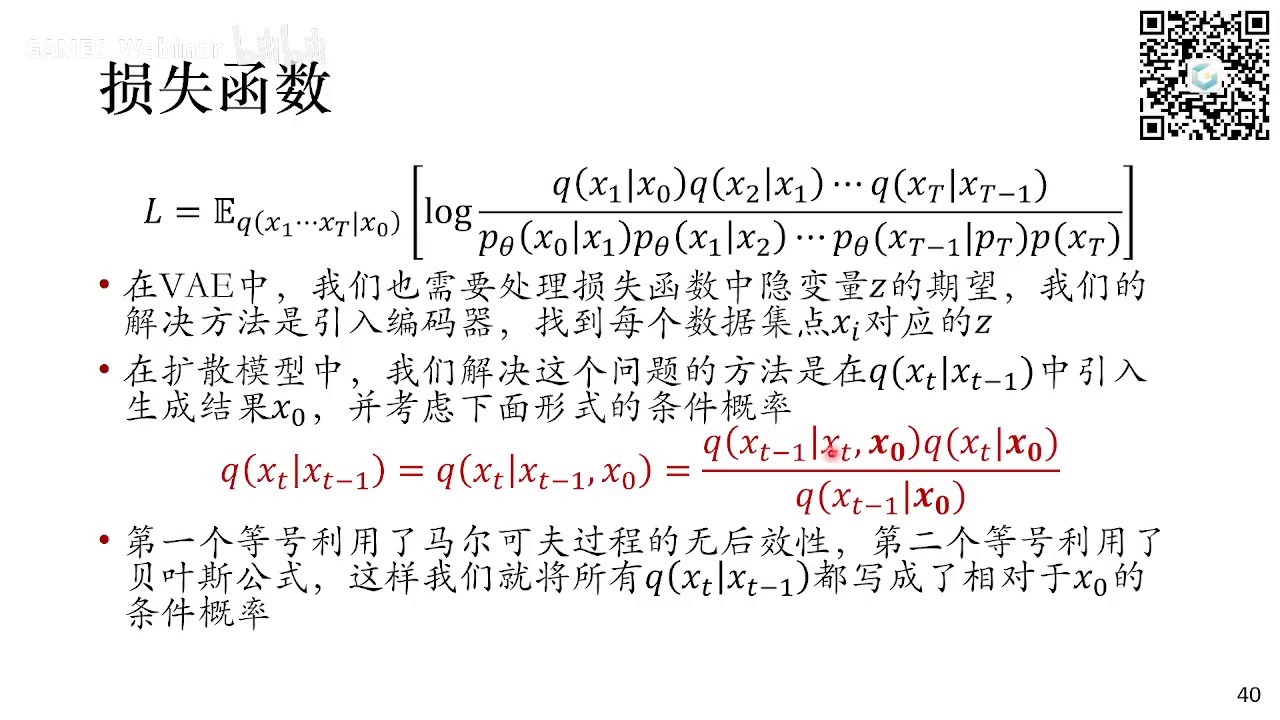 GAMES Webinar
损失函数
L = 𝔼_{q(x_1⋯x_T|x_0)} [ log \frac{q(x_1|x_0)q(x_2|x_1)⋯q(x_T|x_{T-1})}{p_θ(x_0|x_1)p_θ(x_1|x_2)⋯p_θ(x_{T-1}|p_T)p(x_T)} ]
• 在VAE中，我们也需要处理损失函数中隐变量z的期望，我们的
解决方法是引入编码器，找到每个数据集点x_i对应的z
• 在扩散模型中，我们解决这个问题的方法是在q(x_t|x_{t-1})中引入
生成结果x_0，并考虑下面形式的条件概率
q(x_t|x_{t-1}) = q(x_t|x_{t-1}, x_0) = \frac{q(x_{t-1}|x_t, x_0)q(x_t|x_0)}{q(x_{t-1}|x_0)}
• 第一个等号利用了马尔可夫过程的无后效性，第二个等号利用了
贝叶斯公式，这样我们就将所有q(x_t|x_{t-1})都写成了相对于x_0的
条件概率
40